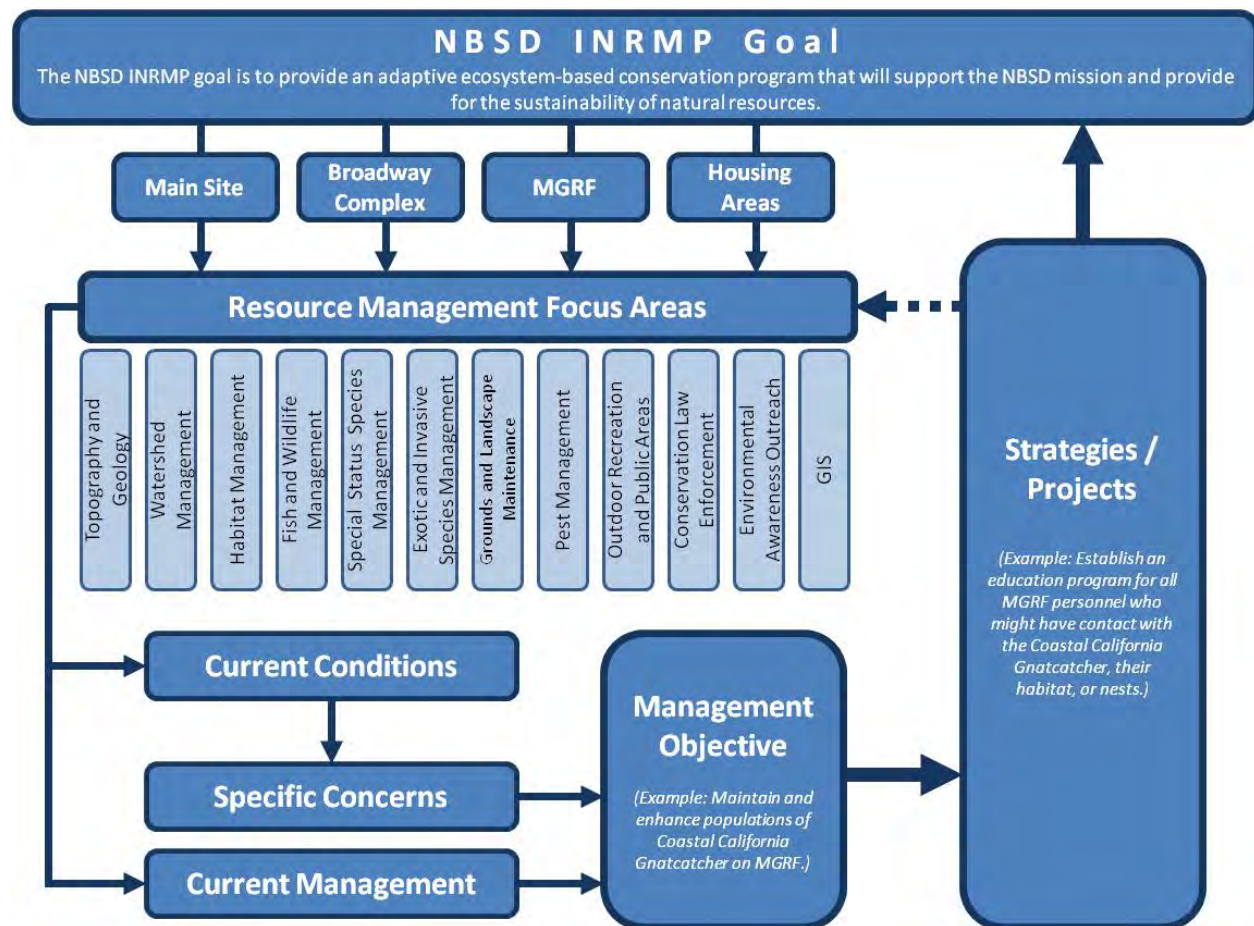 NBSD INRMP Goal
The NBSD INRMP goal is to provide an adaptive ecosystem-based conservation program that will support the NBSD mission and provide
for the sustainability of natural resources.
Main Site
Broadway
Complex
MGRF
Housing
Areas
Resource Management Focus Areas
Topography and
Geology
Watershed
Management
Habitat Management
Fish and Wildlife
Management
Special Status Species
Management
Exotic and Invasive
Species Management
Grounds and Landscape
Maintenance
Pest Management
Outdoor Recreation
and Public Areas
Conservation Law
Enforcement
Environmental
Awareness Outreach
GIS
Current Conditions
Specific Concerns
Current Management
Management
Objective
(Example: Maintain and
enhance populations of
Coastal California
Gnatcatcher on MGRF.)
Strategies /
Projects
(Example: Establish an
education program for all
MGRF personnel who
might have contact with
the Coastal California
Gnatcatcher, their
habitat, or nests.)